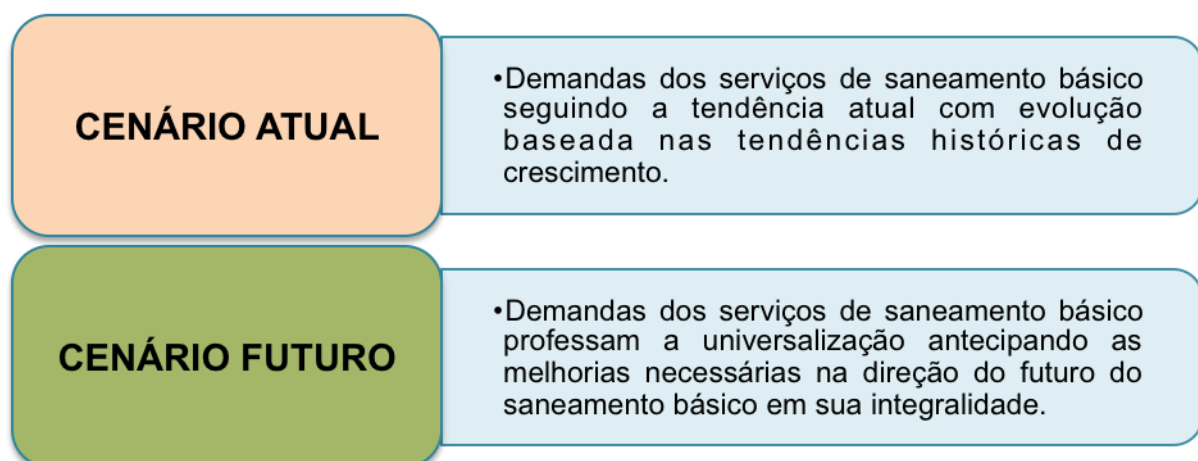 CENÁRIO ATUAL
•Demandas dos serviços de saneamento básico
seguindo a tendência atual com evolução
baseada nas tendências históricas de
crescimento.
CENÁRIO FUTURO
•Demandas dos serviços de saneamento básico
professam a universalização antecipando as
melhorias necessárias na direção do futuro do
saneamento básico em sua integralidade.